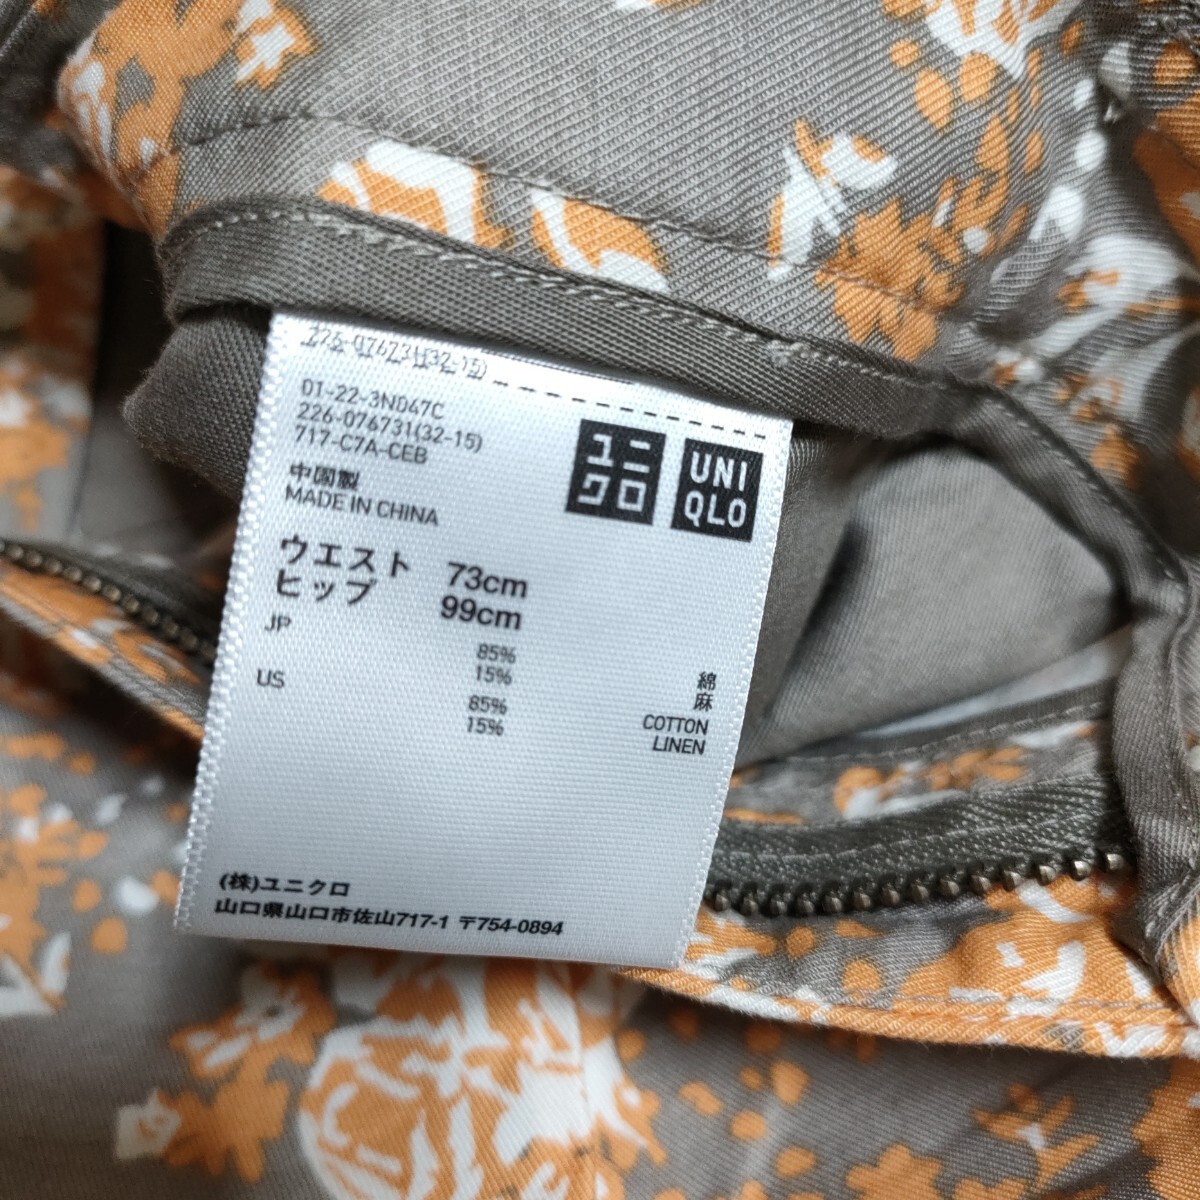 226-076731(32-15)
01-22-3N047C
226-076731(32-15)
717-C7A-CEB
中国製
MADE IN CHINA
ユニクロ
UNIQLO
ウエスト 73cm
ヒップ 99cm
JP
85% 綿
15% 麻
US
85% COTTON
15% LINEN
(株)ユニクロ
山口県山口市佐山717-1 〒754-0894